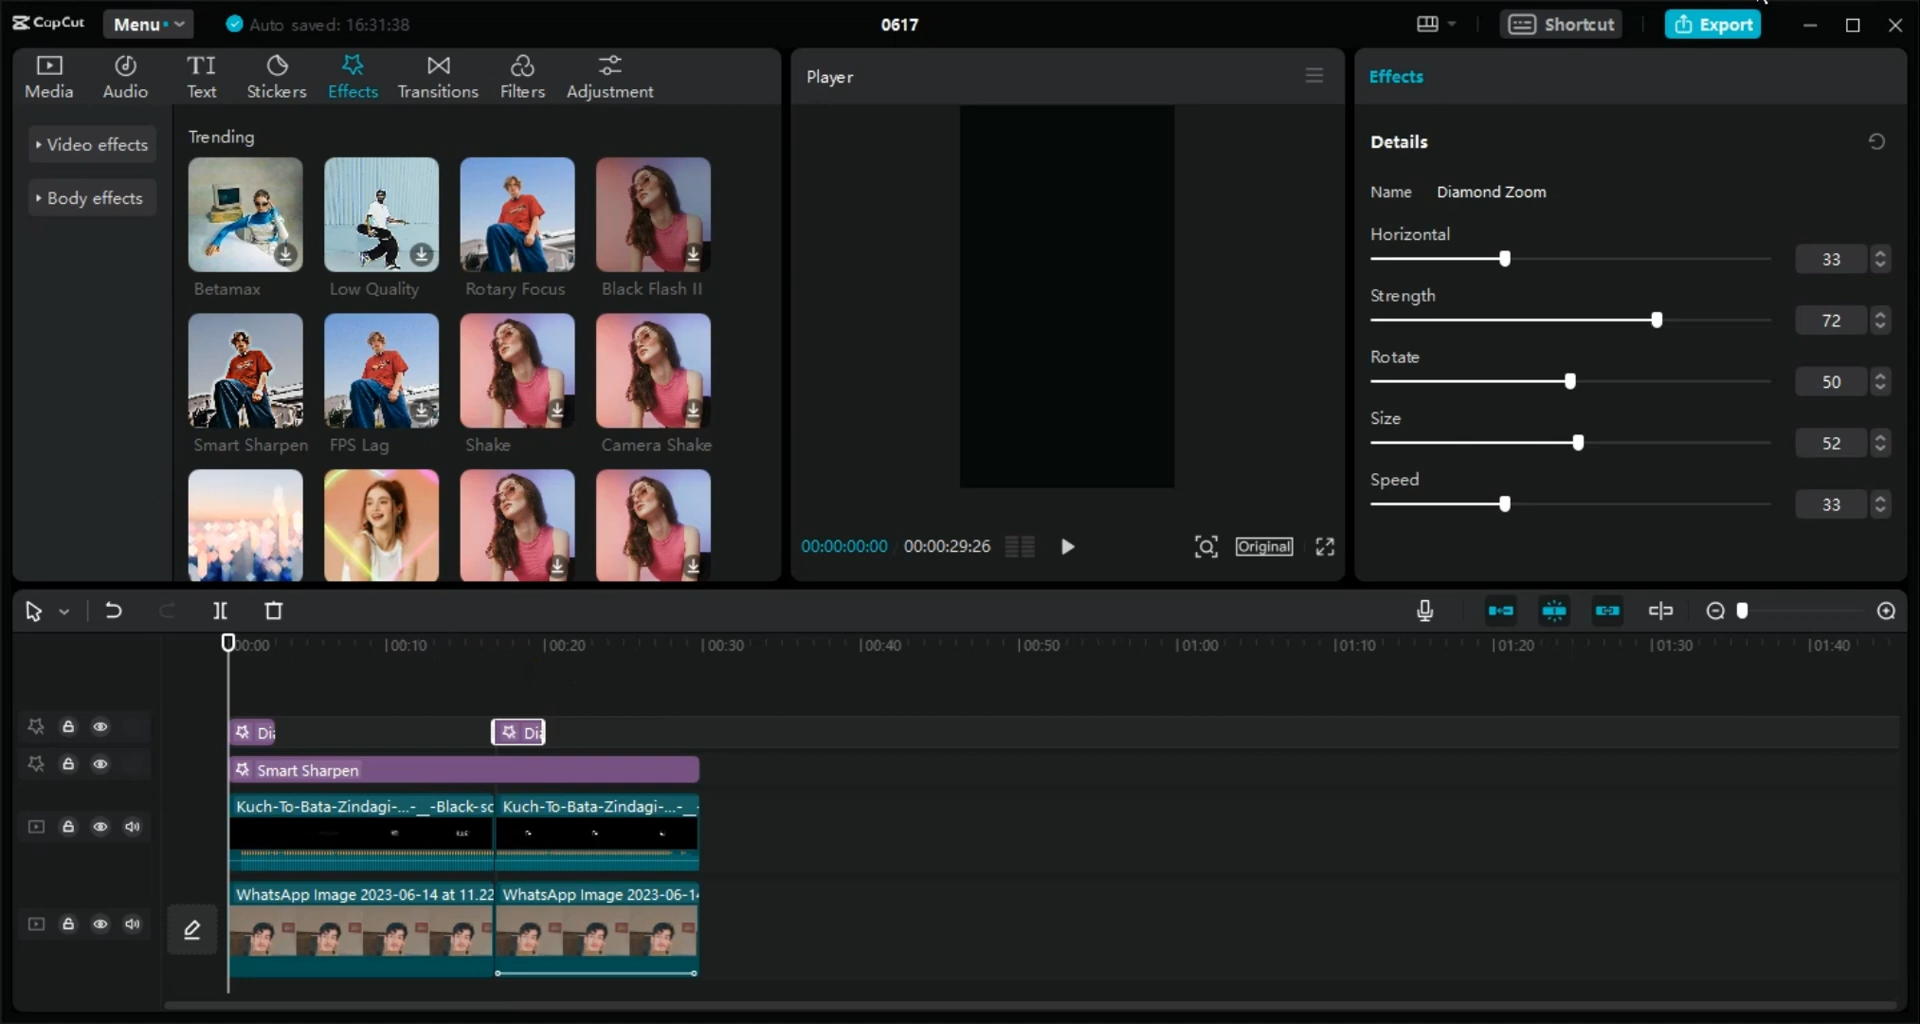 CapCut
Menu
Auto saved: 16:31:38
0617
Shortcut
Export
Media
Audio
Text
Stickers
Effects
Transitions
Filters
Adjustment
Video effects
Body effects
Trending
Betamax
Low Quality
Rotary Focus
Black Flash II
Smart Sharpen
FPS Lag
Shake
Camera Shake
Player
00:00:00:00
00:00:29:26
Original
Effects
Details
Name Diamond Zoom
Horizontal
33
Strength
72
Rotate
50
Size
52
Speed
33
00:00
00:10
00:20
00:30
00:40
00:50
01:00
01:10
01:20
01:30
01:40
Di
Di
Smart Sharpen
Kuch-To-Bata-Zindagi-...-__-Black-sc
Kuch-To-Bata-Zindagi-...-__-
WhatsApp Image 2023-06-14 at 11.22
WhatsApp Image 2023-06-14